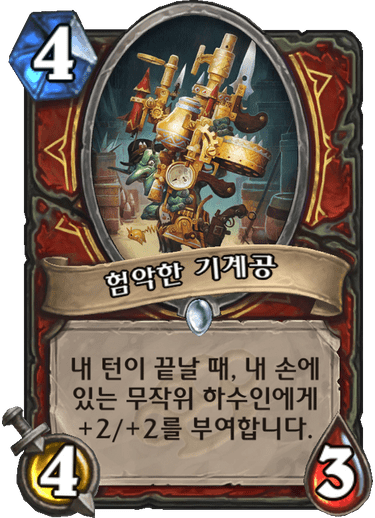 4
험악한 기계공
내 턴이 끝날 때, 내 손에
있는 무작위 하수인에게
+2/+2를 부여합니다.
4
3